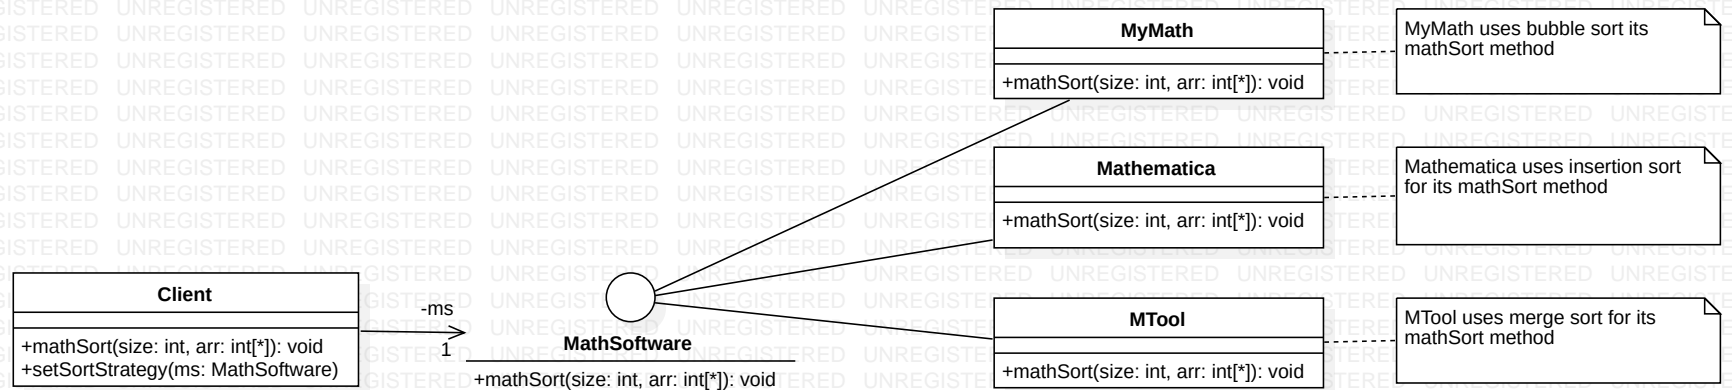 MyMath
+mathSort(size: int, arr: int[*]): void
MyMath uses bubble sort its
mathSort method
Mathematica
+mathSort(size: int, arr: int[*]): void
Mathematica uses insertion sort
for its mathSort method
Client
+mathSort(size: int, arr: int[*]): void
+setSortStrategy(ms: MathSoftware)
-ms
1
MathSoftware
+mathSort(size: int, arr: int[*]): void
MTool
+mathSort(size: int, arr: int[*]): void
MTool uses merge sort for its
mathSort method
UNREGISTERED